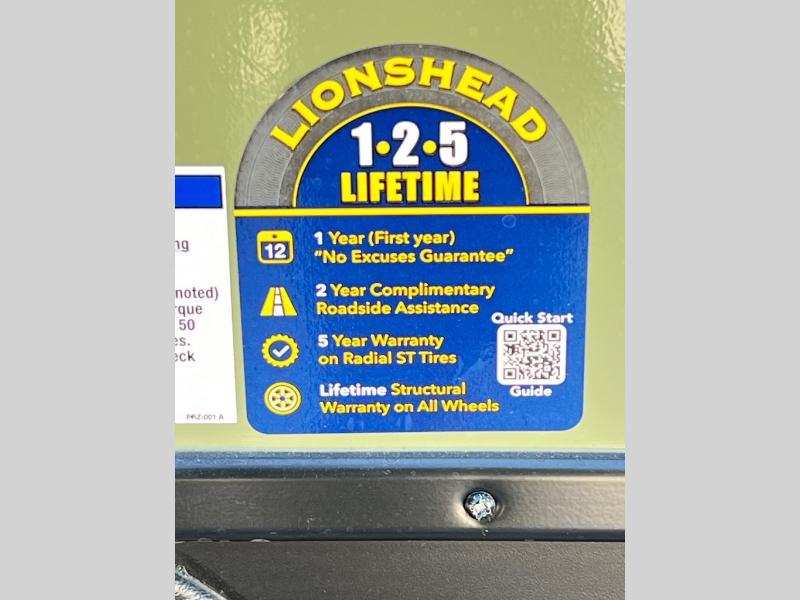 LIONSHEAD
1•2•5
LIFETIME
12
1 Year (First year)
"No Excuses Guarantee"
2 Year Complimentary
Roadside Assistance
5 Year Warranty
on Radial ST Tires
Lifetime Structural
Warranty on All Wheels
Quick Start
Guide
ng
noted)
rque
50
es.
eck
PRZ-001 A